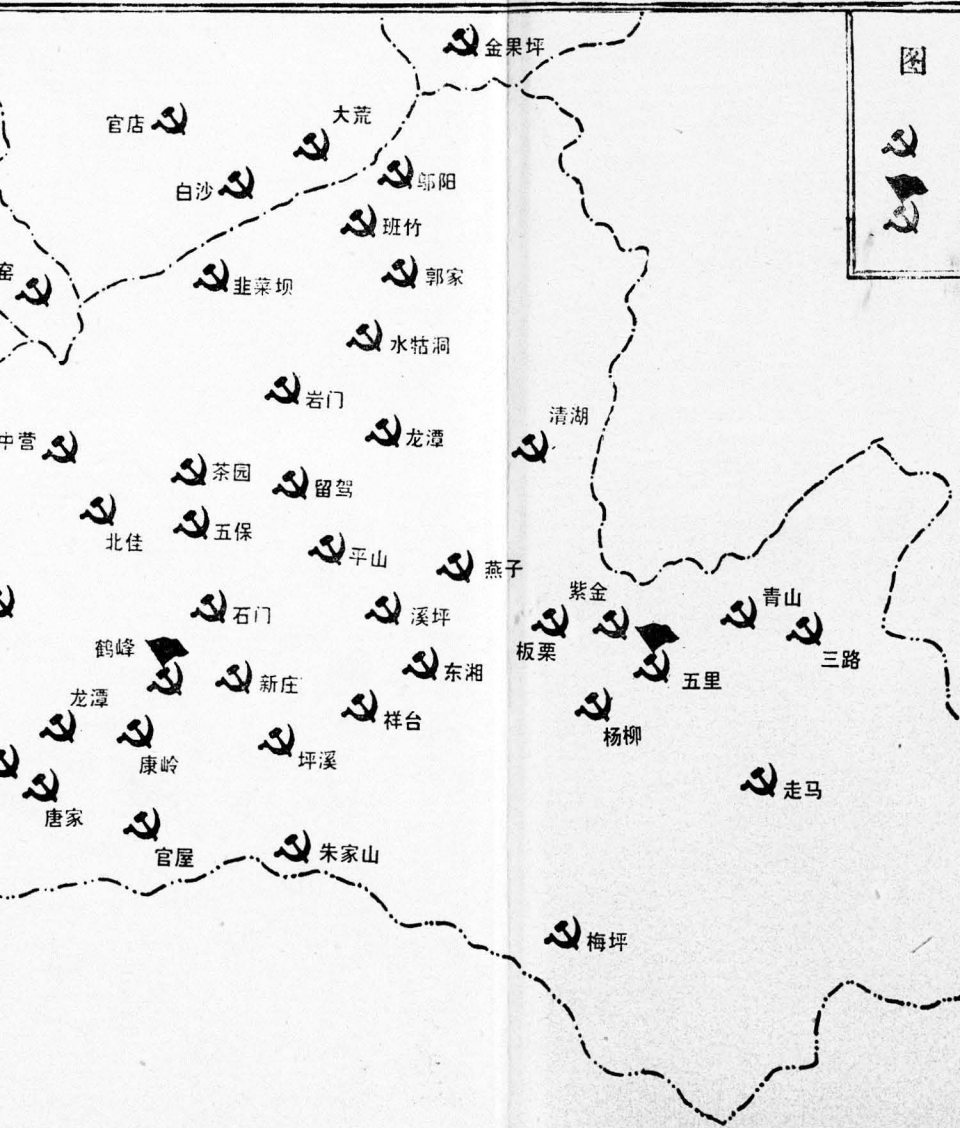 金果坪
图
大荒
官店
邬阳
白沙
班竹
窑
韭菜坝
郭家
水牯洞
岩门
清湖
龙潭
中营
茶园
留驾
五保
北佳
平山
燕子
紫金
青山
石门
溪坪
鹤峰
板栗
三路
东湘
五里
新庄
龙潭
祥台
杨柳
康岭
坪溪
走马
唐家
官屋
朱家山
梅坪